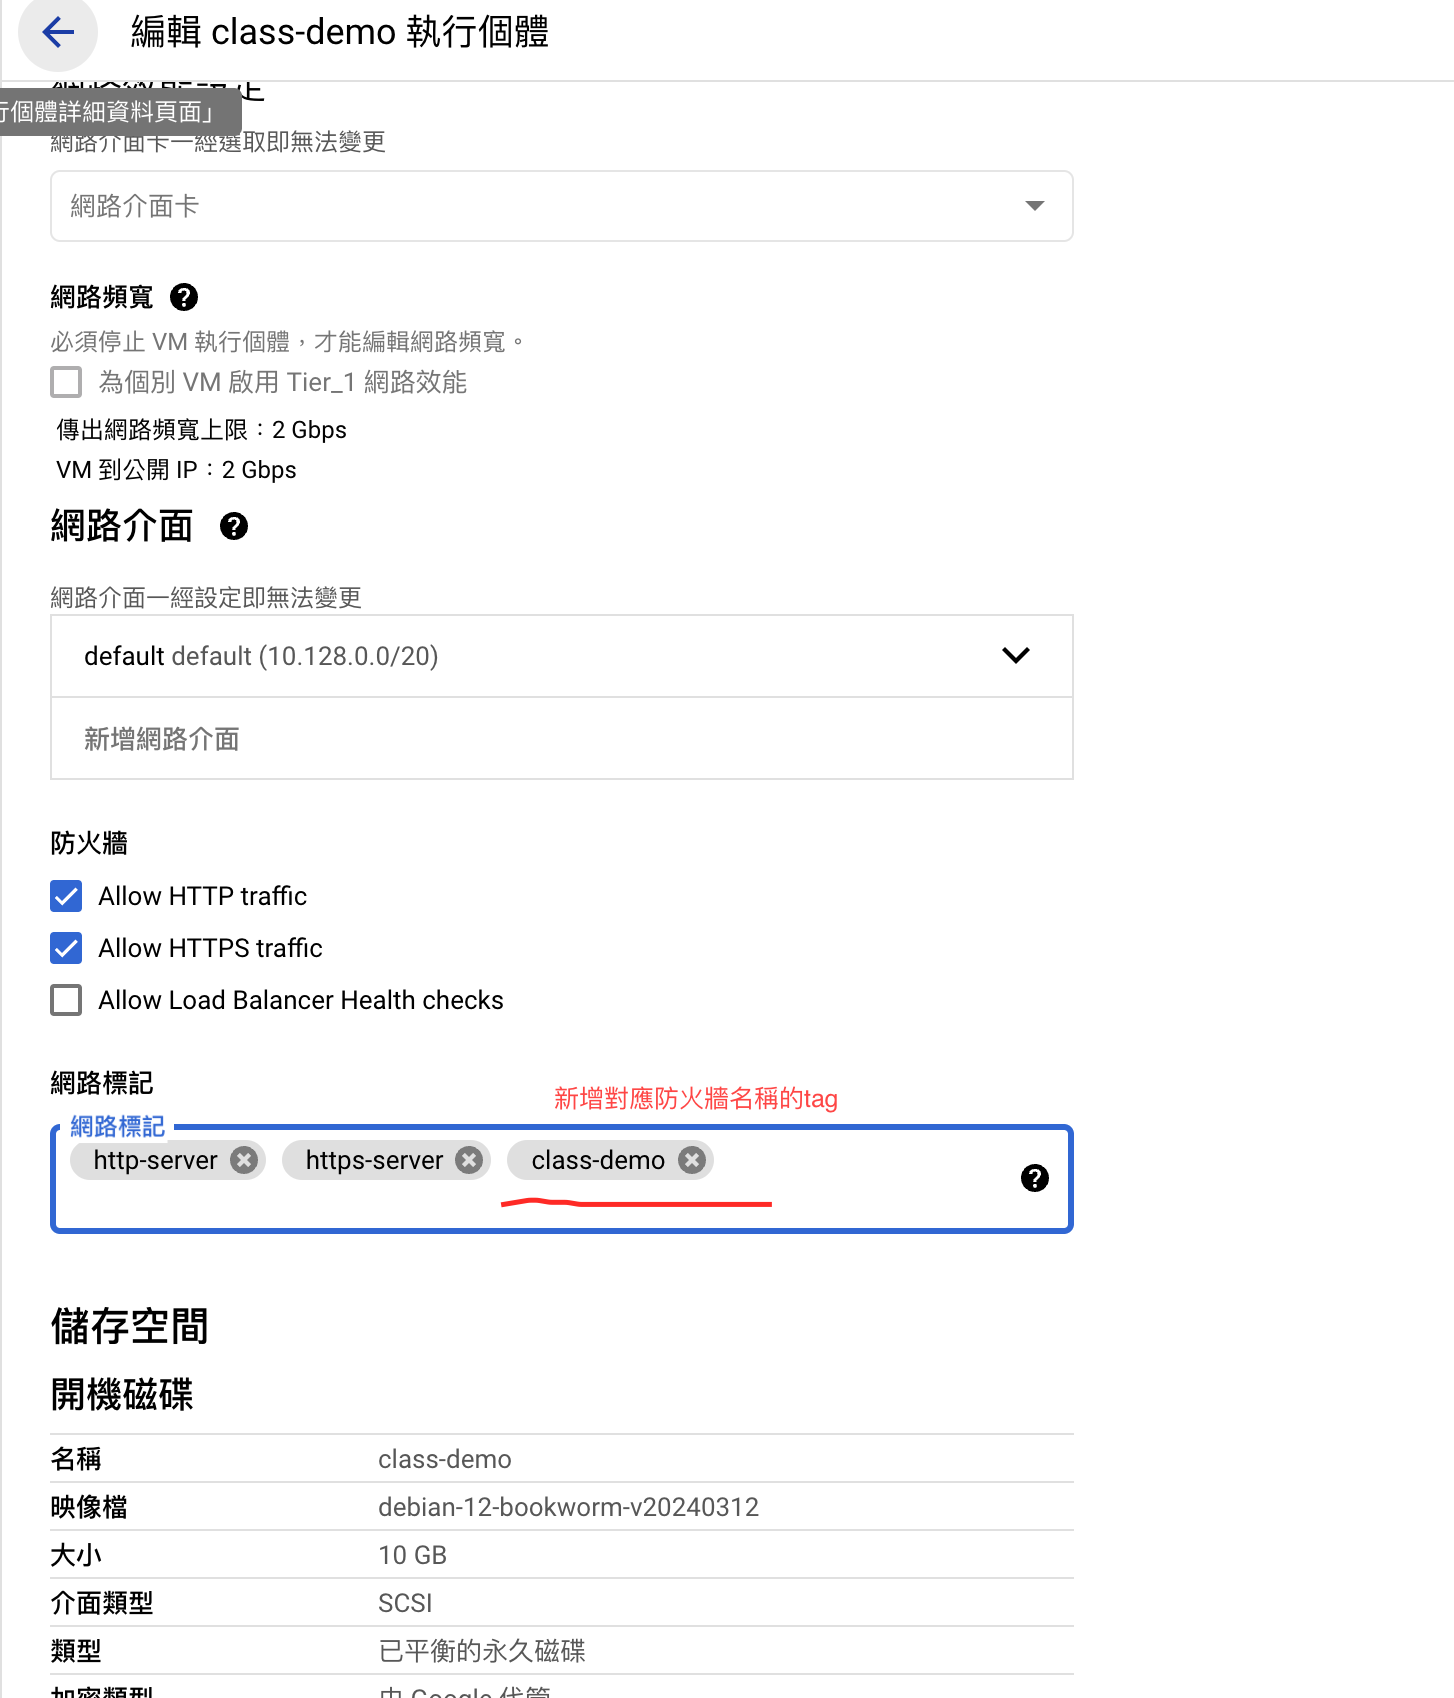 編輯 class-demo 執行個體
行個體詳細資料頁面」
網路介面卡一經選取即無法變更
網路介面卡
網路頻寬
必須停止 VM 執行個體，才能編輯網路頻寬。
為個別 VM 啟用 Tier_1 網路效能
傳出網路頻寬上限：2 Gbps
VM 到公開 IP：2 Gbps
網路介面
網路介面一經設定即無法變更
default default (10.128.0.0/20)
新增網路介面
防火牆
Allow HTTP traffic
Allow HTTPS traffic
Allow Load Balancer Health checks
網路標記
新增對應防火牆名稱的tag
網路標記
http-server https-server class-demo
儲存空間
開機磁碟
名稱 class-demo
映像檔 debian-12-bookworm-v20240312
大小 10 GB
介面類型 SCSI
類型 已平衡的永久磁碟
加密類型 由 Google 代管